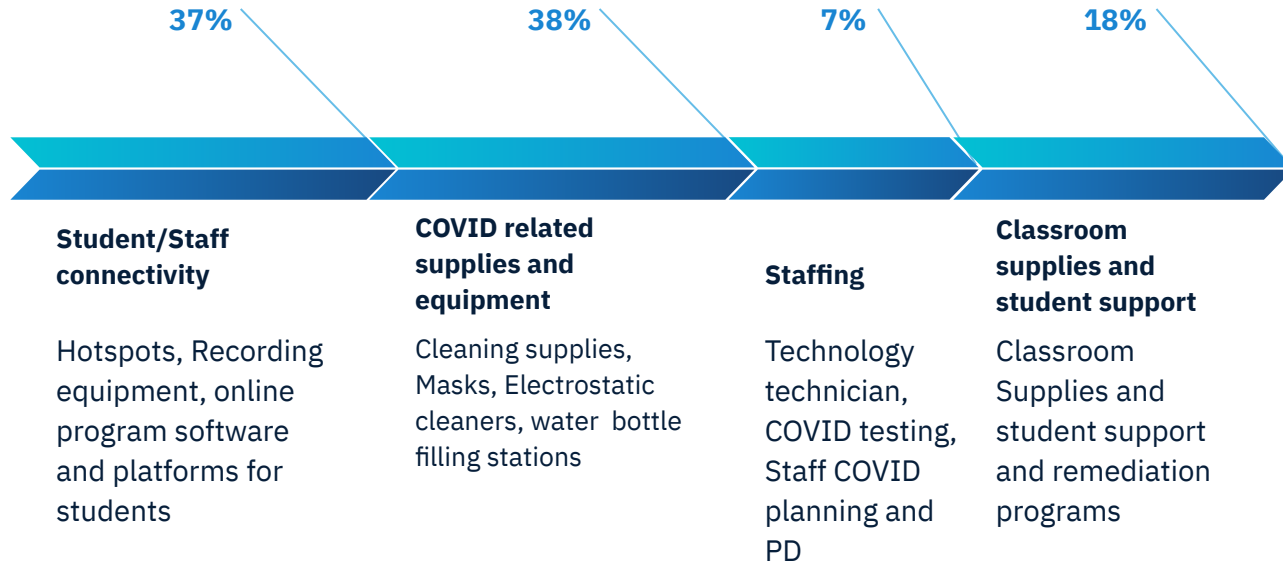 37%
38%
7%
18%
Student/Staff
connectivity
Hotspots, Recording
equipment, online
program software
and platforms for
students
COVID related
supplies and
equipment
Cleaning supplies,
Masks, Electrostatic
cleaners, water bottle
filling stations
Staffing
Technology
technician,
COVID testing,
Staff COVID
planning and
PD
Classroom
supplies and
student support
Classroom
Supplies and
student support
and remediation
programs